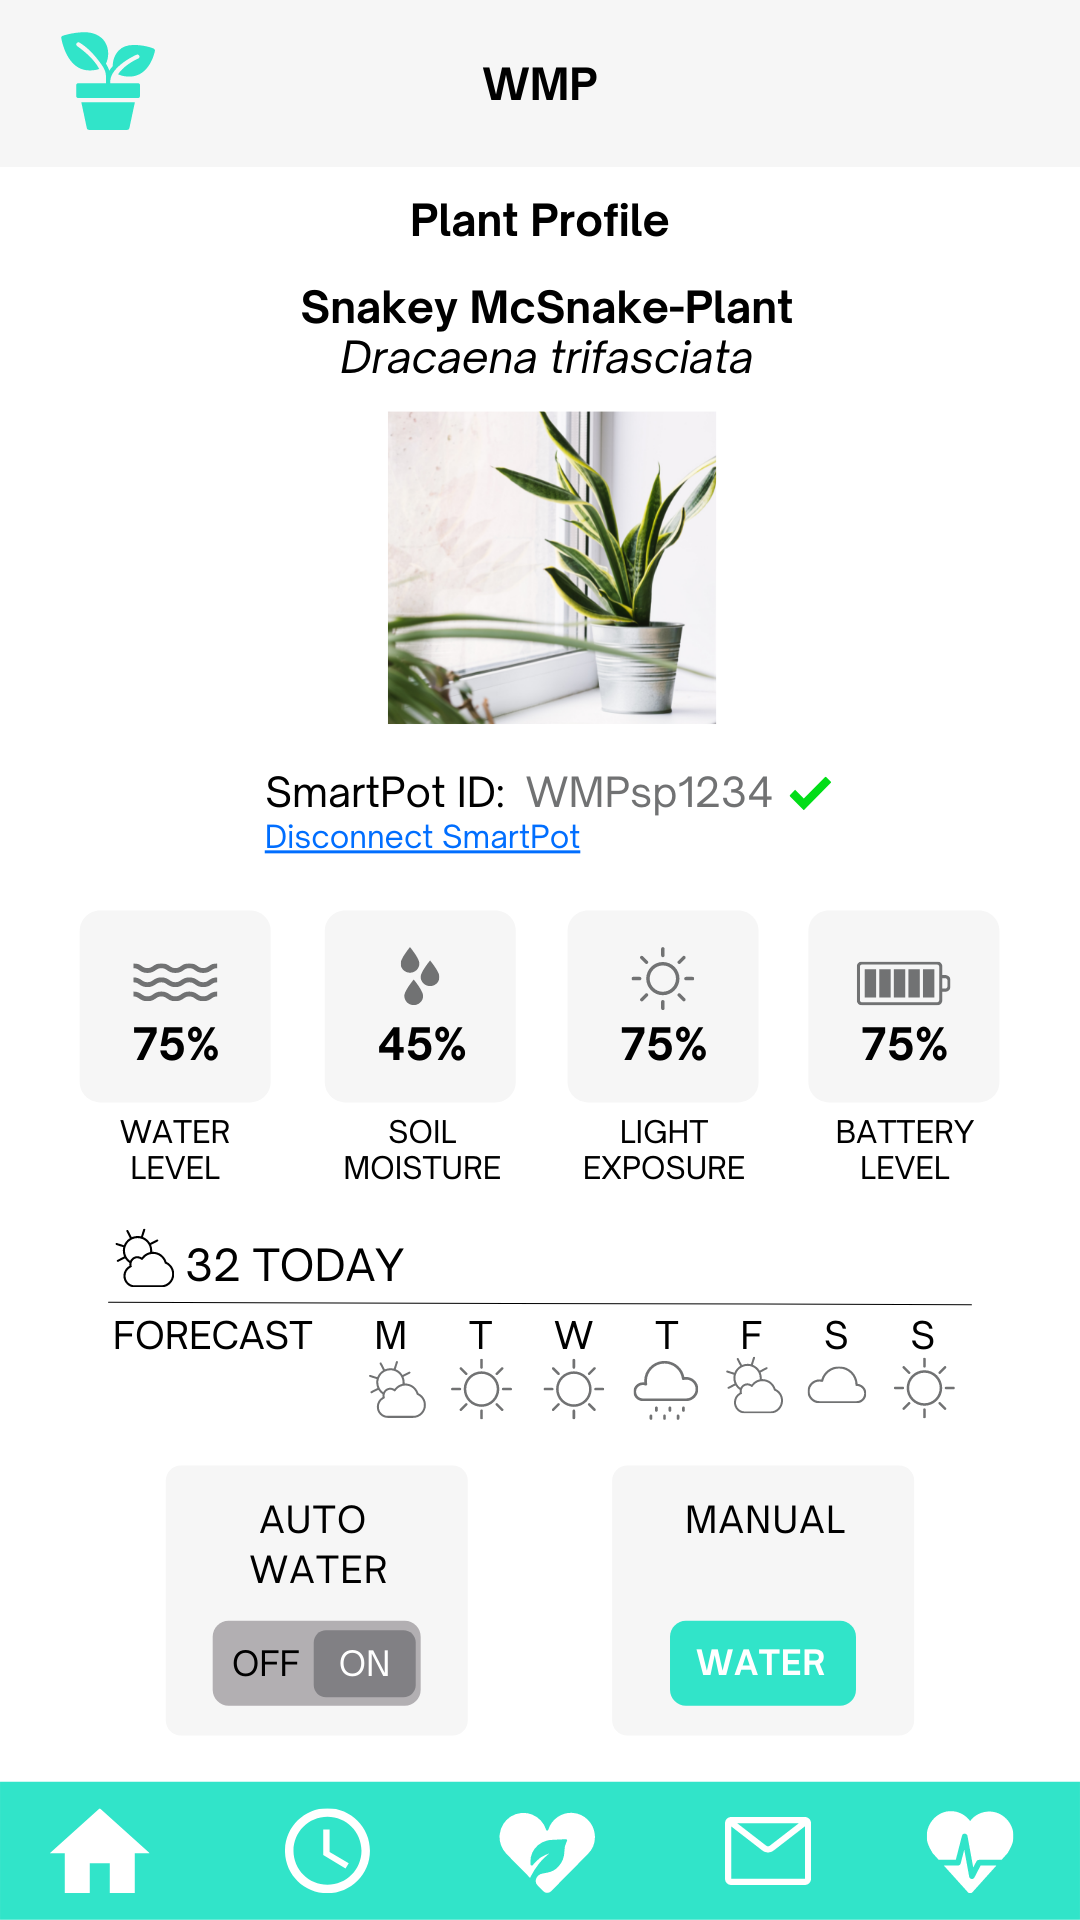 WMP
Plant Profile
Snakey McSnake-Plant
Dracaena trifasciata
SmartPot ID: WMPsp1234
Disconnect SmartPot
75% 45% 75% 75%
WATER LEVEL
SOIL MOISTURE
LIGHT EXPOSURE
BATTERY LEVEL
32 TODAY
FORECAST M T W T F S S
AUTO
WATER
OFF ON
MANUAL
WATER